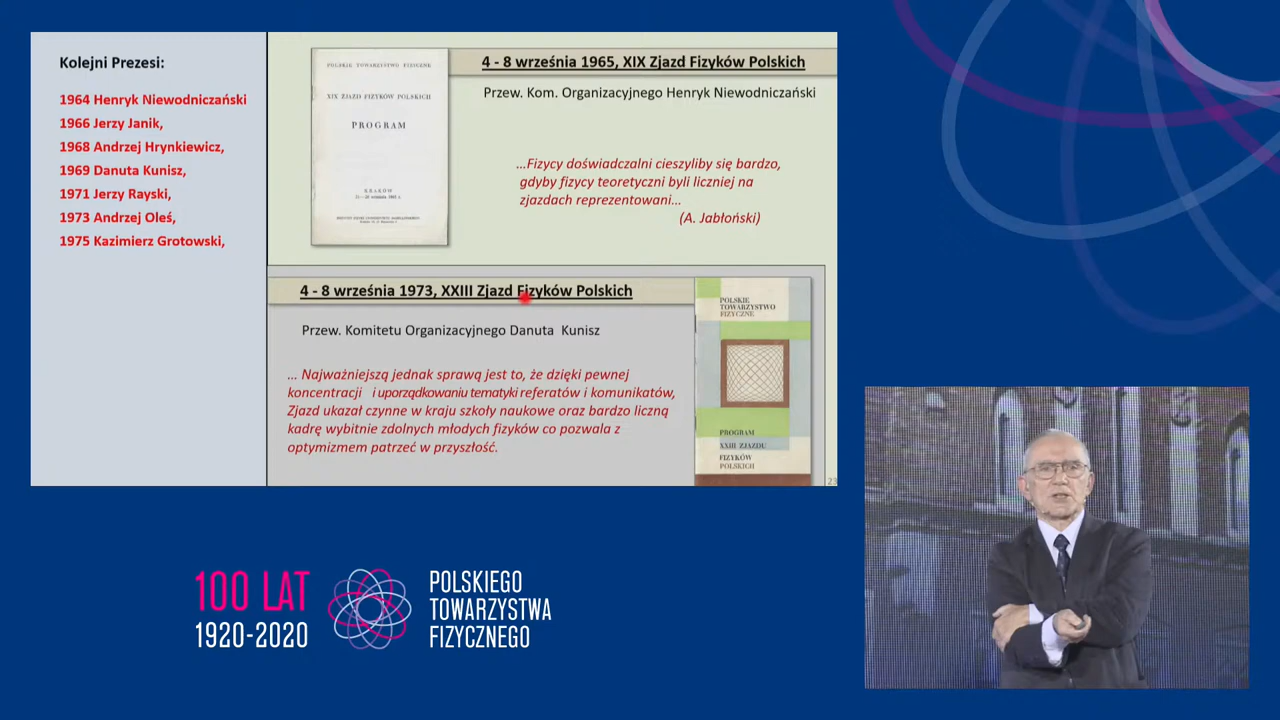 Kolejni Prezesi:
1964 Henryk Niewodniczański
1966 Jerzy Janik,
1968 Andrzej Hrynkiewicz,
1969 Danuta Kunisz,
1971 Jerzy Rayski,
1973 Andrzej Oleś,
1975 Kazimierz Grotowski,
POLSKIE TOWARZYSTWO FIZYCZNE
XIX ZJAZD FIZYKÓW POLSKICH
PROGRAM
KRAKÓW
4 - 8 września 1965, XIX Zjazd Fizyków Polskich
Przew. Kom. Organizacyjnego Henryk Niewodniczański
...Fizycy doświadczalni cieszyliby się bardzo,
gdyby fizycy teoretyczni byli liczniej na
zjazdach reprezentowani...
(A. Jabłoński)
4 - 8 września 1973, XXIII Zjazd Fizyków Polskich
Przew. Komitetu Organizacyjnego Danuta Kunisz
... Najważniejszą jednak sprawą jest to, że dzięki pewnej
koncentracji i uporządkowaniu tematyki referatów i komunikatów,
Zjazd ukazał czynne w kraju szkoły naukowe oraz bardzo liczną
kadrę wybitnie zdolnych młodych fizyków co pozwala z
optymizmem patrzeć w przyszłość.
POLSKIE
TOWARZYSTWO
FIZYCZNE
PROGRAM
XXIII ZJAZDU
FIZYKÓW
POLSKICH
23
100 LAT
1920-2020
POLSKIEGO
TOWARZYSTWA
FIZYCZNEGO